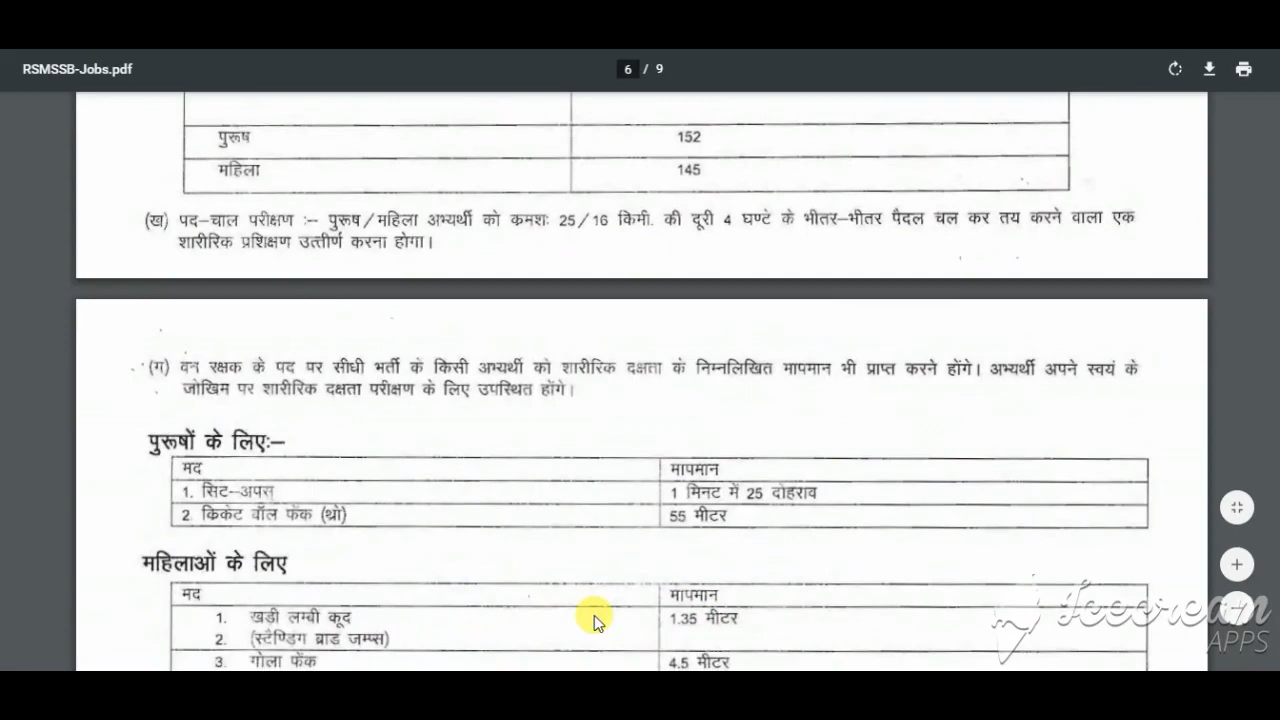 RSMSSB-Jobs.pdf
6 / 9
पुरूष 152
महिला 145
(ख) पद–चाल परीक्षण :– पुरूष/महिला अभ्यर्थी को क्रमशः 25/16 किमी. की दूरी 4 घण्टे के भीतर–भीतर पैदल चल कर तय करने वाला एक
शारीरिक प्रशिक्षण उत्तीर्ण करना होगा।
(ग) वन रक्षक के पद पर सीधी भर्ती के किसी अभ्यर्थी को शारीरिक दक्षता के निम्नलिखित मापमान भी प्राप्त करने होंगे। अभ्यर्थी अपने स्वयं के
जोखिम पर शारीरिक दक्षता परीक्षण के लिए उपस्थित होंगे।
पुरूषों के लिए:–
मद मापमान
1. सिट–अपस् 1 मिनट में 25 दोहराव
2. क्रिकेट बॉल फेंक (थ्रो) 55 मीटर
महिलाओं के लिए
मद मापमान
1. खडी लम्बी कूद 1.35 मीटर
2. (स्टैण्डिग ब्राड जम्प्स)
3. गोला फेंक 4.5 मीटर
Icecream
APPS